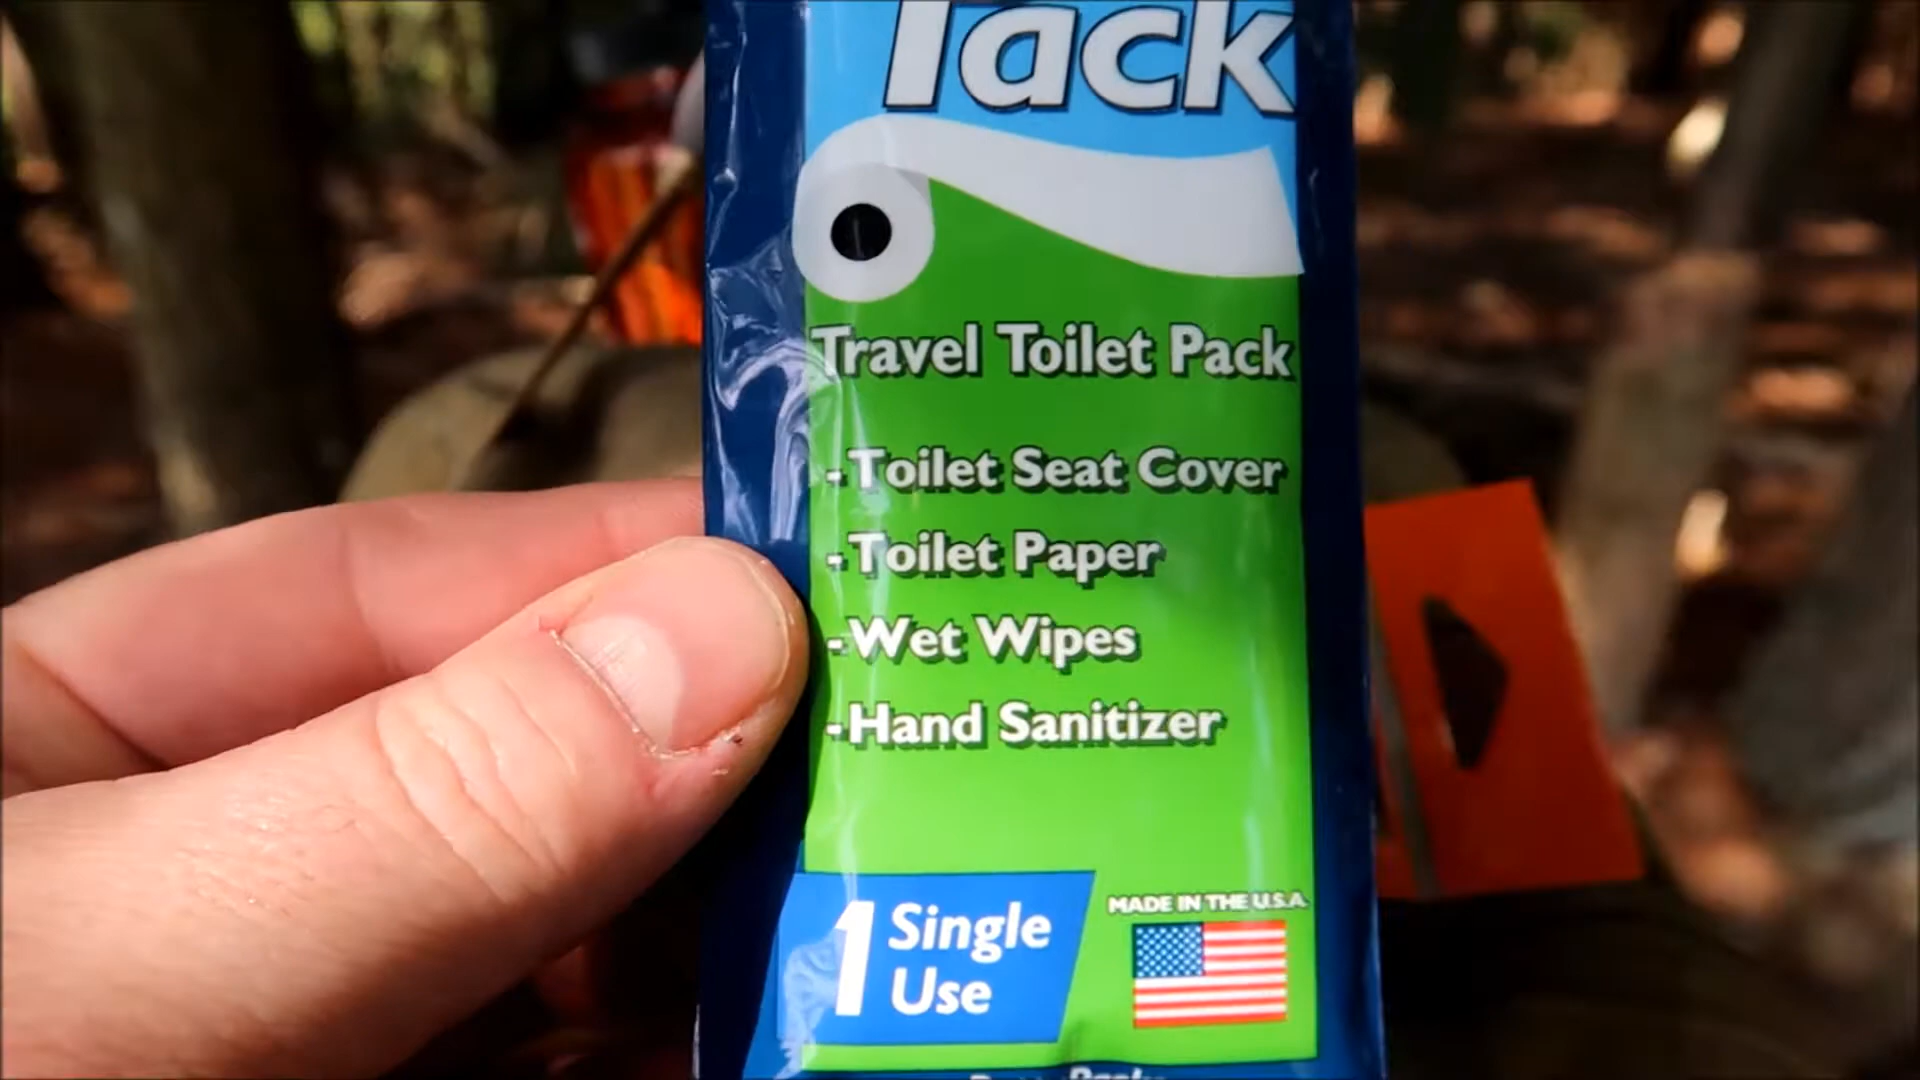 Tack
Travel Toilet Pack
-Toilet Seat Cover
-Toilet Paper
-Wet Wipes
-Hand Sanitizer
1 Single
Use
MADE IN THE U.S.A.